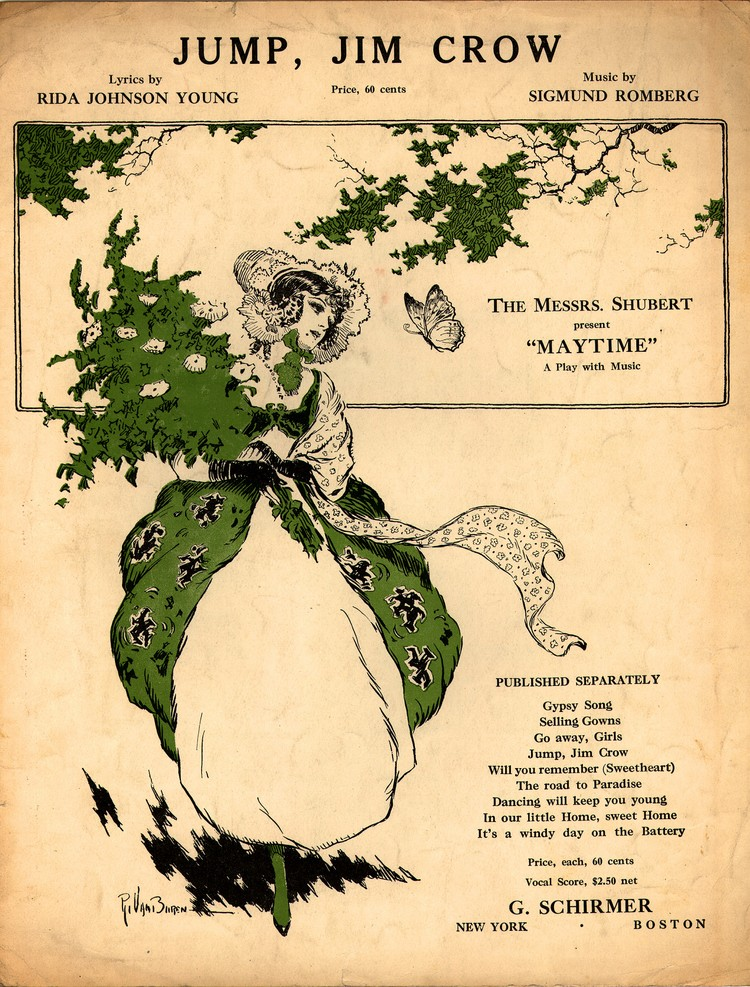 JUMP, JIM CROW
Lyrics by
RIDA JOHNSON YOUNG
Price, 60 cents
Music by
SIGMUND ROMBERG
THE MESSRS. SHUBERT
present
"MAYTIME"
A Play with Music
PUBLISHED SEPARATELY
Gypsy Song
Selling Gowns
Go away, Girls
Jump, Jim Crow
Will you remember (Sweetheart)
The road to Paradise
Dancing will keep you young
In our little Home, sweet Home
It's a windy day on the Battery
Price, each, 60 cents
Vocal Score, $2.50 net
G. SCHIRMER
NEW YORK · BOSTON
R. VAN BUREN